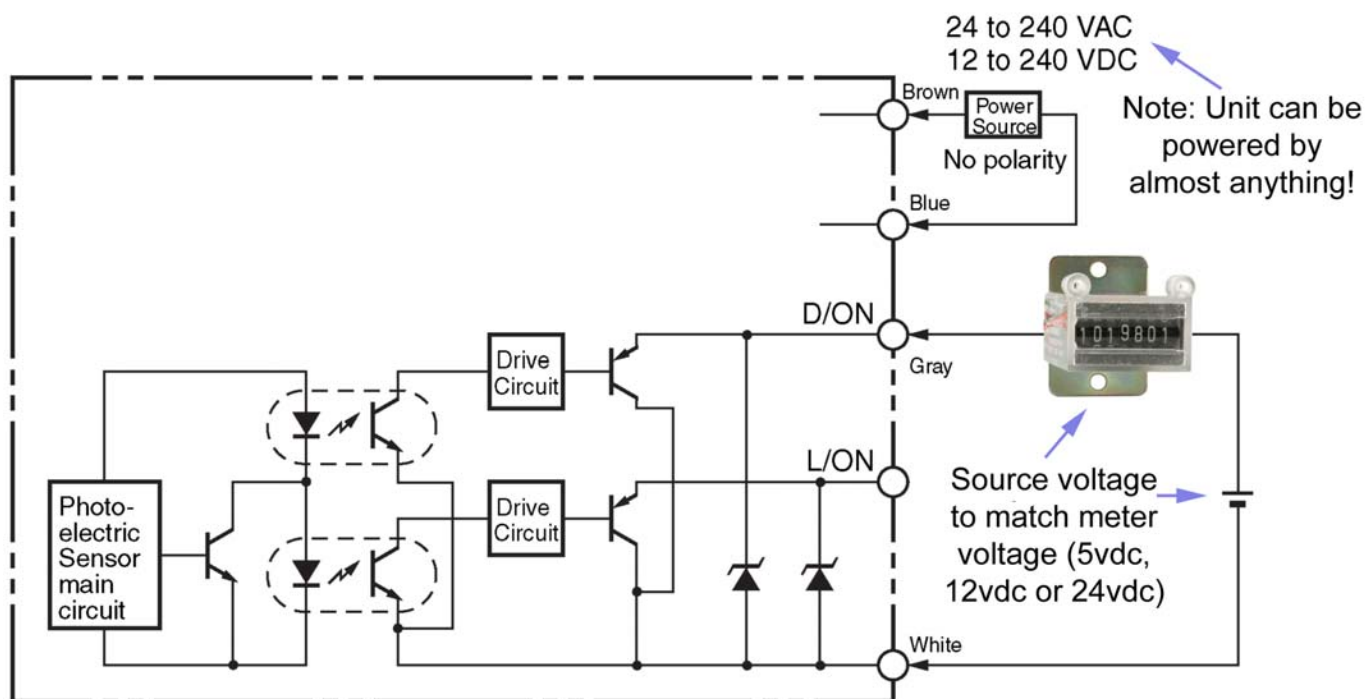 24 to 240 VAC
12 to 240 VDC
Note: Unit can be
powered by
almost anything!
Brown
Power
Source
No polarity
Blue
D/ON
Gray
1019801
Drive
Circuit
L/ON
Drive
Circuit
Photo-
electric
Sensor
main
circuit
Source voltage
to match meter
voltage (5vdc,
12vdc or 24vdc)
White